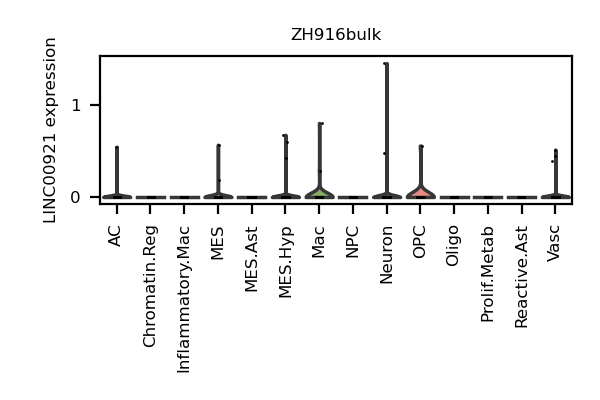 ZH916bulk
LINC00921 expression
1
0
AC
Chromatin.Reg
Inflammatory.Mac
MES
MES.Ast
MES.Hyp
Mac
NPC
Neuron
OPC
Oligo
Prolif.Metab
Reactive.Ast
Vasc